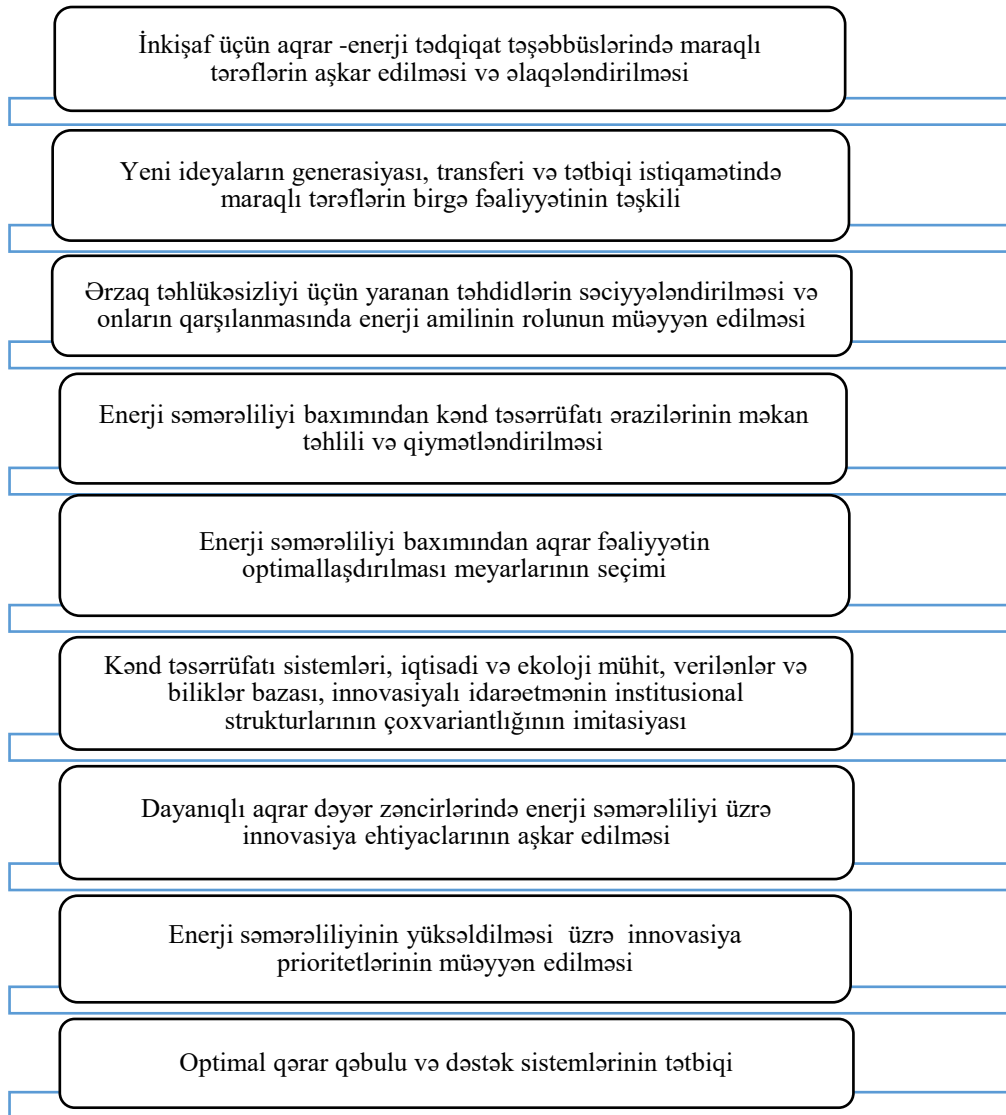 İnkişaf üçün aqrar -enerji tədqiqat təşəbbüslərində maraqlı
tərəflərin aşkar edilməsi və əlaqələndirilməsi
Yeni ideyaların generasiyası, transferi və tətbiqi istiqamətində
maraqlı tərəflərin birgə fəaliyyətinin təşkili
Ərzaq təhlükəsizliyi üçün yaranan təhdidlərin səciyyələndirilməsi və
onların qarşılanmasında enerji amilinin rolunun müəyyən edilməsi
Enerji səmərəliliyi baxımından kənd təsərrüfatı ərazilərinin məkan
təhlili və qiymətləndirilməsi
Enerji səmərəliliyi baxımından aqrar fəaliyyətin
optimallaşdırılması meyarlarının seçimi
Kənd təsərrüfatı sistemləri, iqtisadi və ekoloji mühit, verilənlər və
biliklər bazası, innovasiyalı idarəetmənin institusional
strukturlarının çoxvariantlığının imitasiyası
Dayanıqlı aqrar dəyər zəncirlərində enerji səmərəliliyi üzrə
innovasiya ehtiyaclarının aşkar edilməsi
Enerji səmərəliliyinin yüksəldilməsi üzrə innovasiya
prioritetlərinin müəyyən edilməsi
Optimal qərar qəbulu və dəstək sistemlərinin tətbiqi